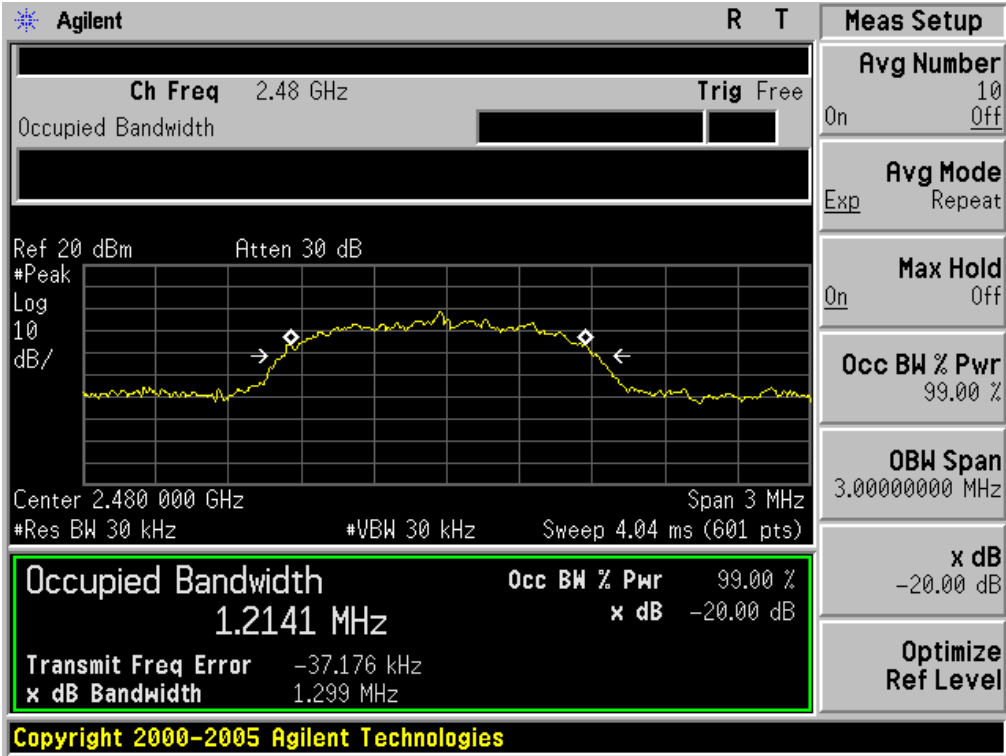 Agilent R T
Ch Freq 2.48 GHz Trig Free
Occupied Bandwidth
Ref 20 dBm Atten 30 dB
#Peak
Log
10
dB/
Center 2.480 000 GHz Span 3 MHz
#Res BW 30 kHz #VBW 30 kHz Sweep 4.04 ms (601 pts)
Occupied Bandwidth Occ BW % Pwr 99.00 %
1.2141 MHz x dB -20.00 dB
Transmit Freq Error -37.176 kHz
x dB Bandwidth 1.299 MHz
Copyright 2000-2005 Agilent Technologies
Meas Setup
Avg Number
10
On Off
Avg Mode
Exp Repeat
Max Hold
On Off
Occ BW % Pwr
99.00 %
OBW Span
3.00000000 MHz
x dB
-20.00 dB
Optimize
Ref Level